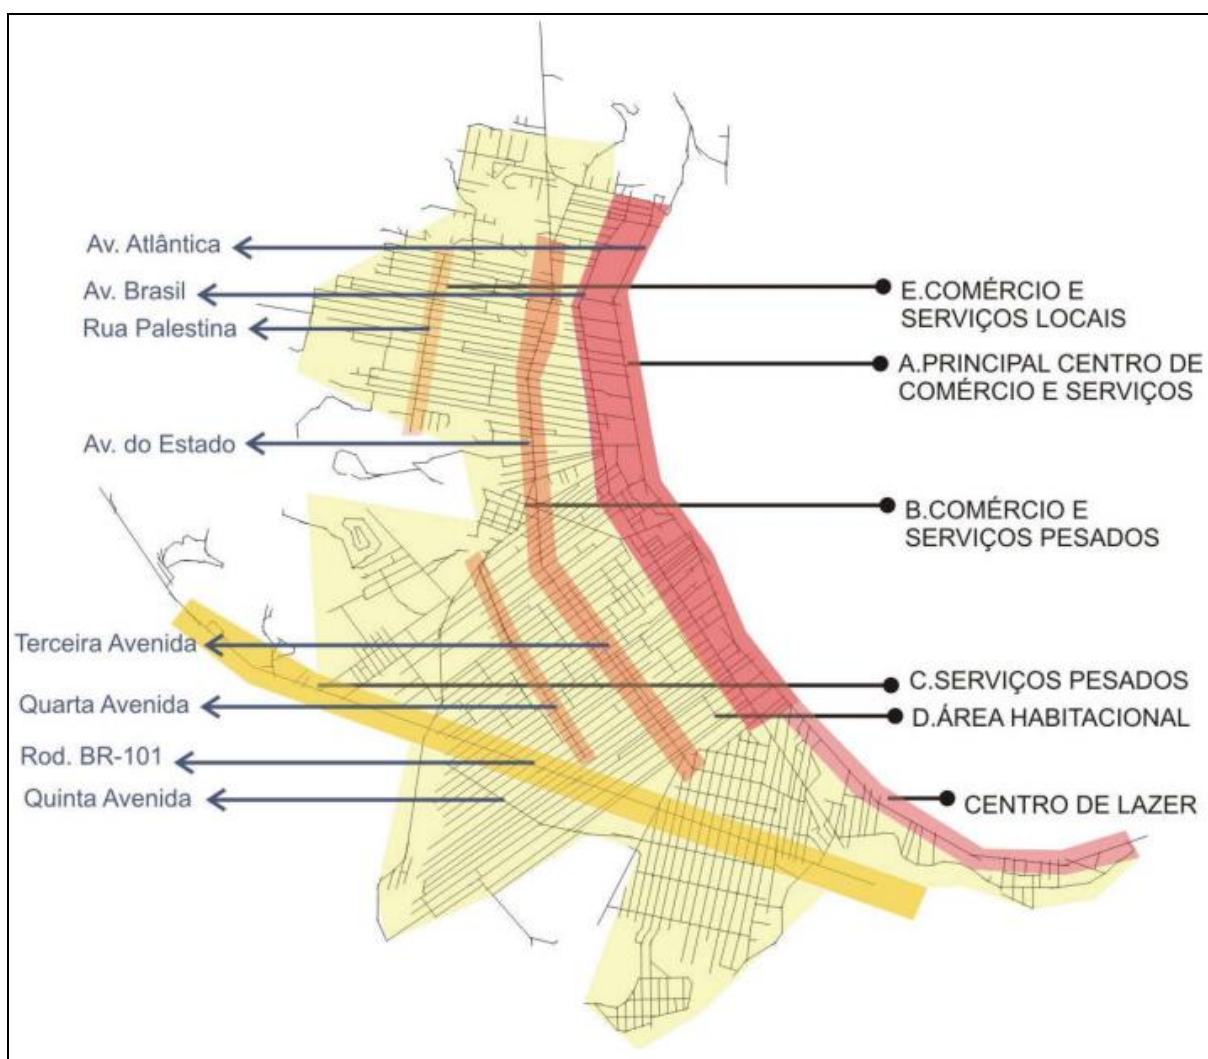 Av. Atlântica
Av. Brasil
Rua Palestina
Av. do Estado
Terceira Avenida
Quarta Avenida
Rod. BR-101
Quinta Avenida
E.COMÉRCIO E
SERVIÇOS LOCAIS
A.PRINCIPAL CENTRO DE
COMÉRCIO E SERVIÇOS
B.COMÉRCIO E
SERVIÇOS PESADOS
C.SERVIÇOS PESADOS
D.ÁREA HABITACIONAL
CENTRO DE LAZER